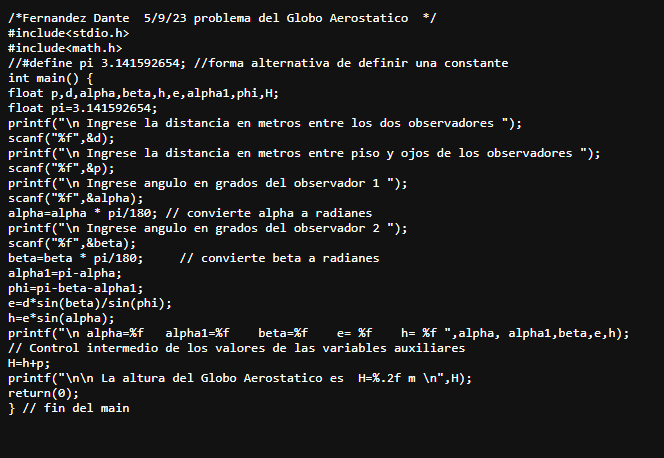 /*Fernandez Dante  5/9/23 problema del Globo Aerostatico  */
#include<stdio.h>
#include<math.h>
//#define pi 3.141592654; //forma alternativa de definir una constante
int main() {
float p,d,alpha,beta,h,e,alpha1,phi,H;
float pi=3.141592654;
printf("\n Ingrese la distancia en metros entre los dos observadores ");
scanf("%f",&d);
printf("\n Ingrese la distancia en metros entre piso y ojos de los observadores ");
scanf("%f",&p);
printf("\n Ingrese angulo en grados del observador 1 ");
scanf("%f",&alpha);
alpha=alpha * pi/180; // convierte alpha a radianes
printf("\n Ingrese angulo en grados del observador 2 ");
scanf("%f",&beta);
beta=beta * pi/180;     // convierte beta a radianes
alpha1=pi-alpha;
phi=pi-beta-alpha1;
e=d*sin(beta)/sin(phi);
h=e*sin(alpha);
printf("\n alpha=%f   alpha1=%f    beta=%f    e= %f    h= %f ",alpha, alpha1,beta,e,h);
// Control intermedio de los valores de las variables auxiliares
H=h+p;
printf("\n\n La altura del Globo Aerostatico es  H=%.2f m \n",H);
return(0);
} // fin del main